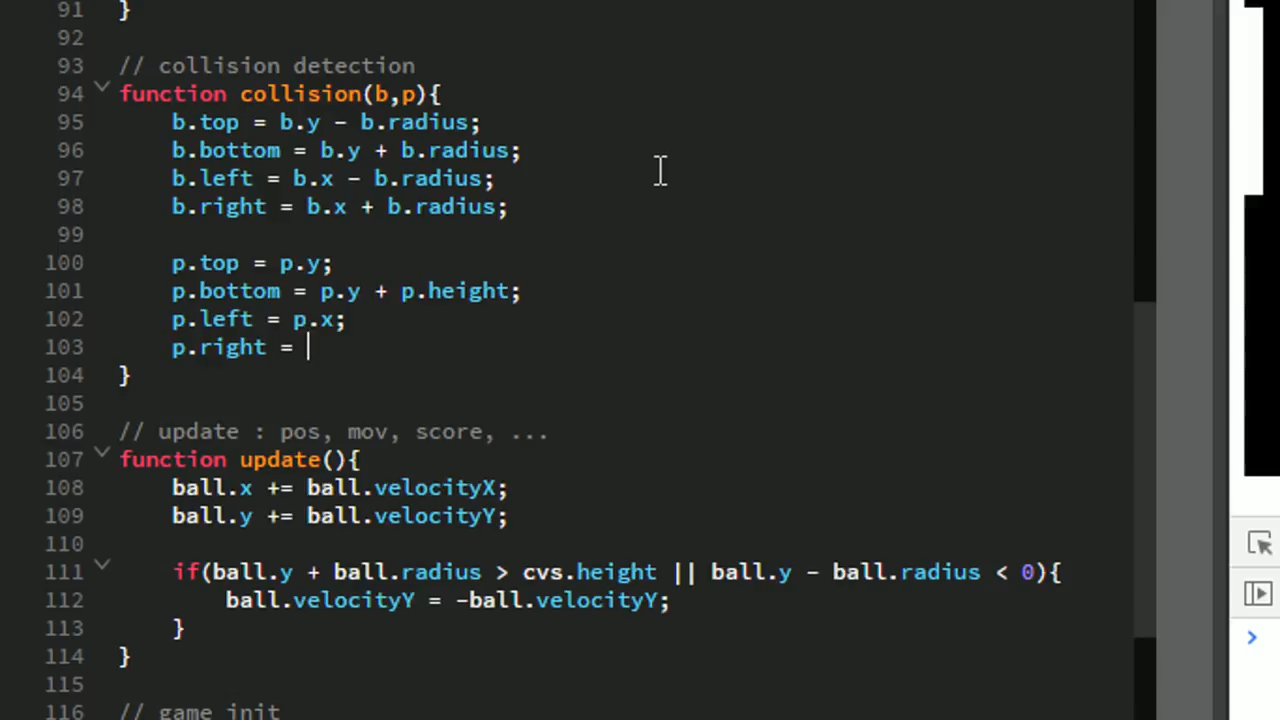 91 }
92
93 // collision detection
94 function collision(b,p){
95 b.top = b.y - b.radius;
96 b.bottom = b.y + b.radius;
97 b.left = b.x - b.radius;
98 b.right = b.x + b.radius;
99
100 p.top = p.y;
101 p.bottom = p.y + p.height;
102 p.left = p.x;
103 p.right =
104 }
105
106 // update : pos, mov, score, ...
107 function update(){
108 ball.x += ball.velocityX;
109 ball.y += ball.velocityY;
110
111 if(ball.y + ball.radius > cvs.height || ball.y - ball.radius < 0){
112 ball.velocityY = -ball.velocityY;
113 }
114 }
115
116 // game init